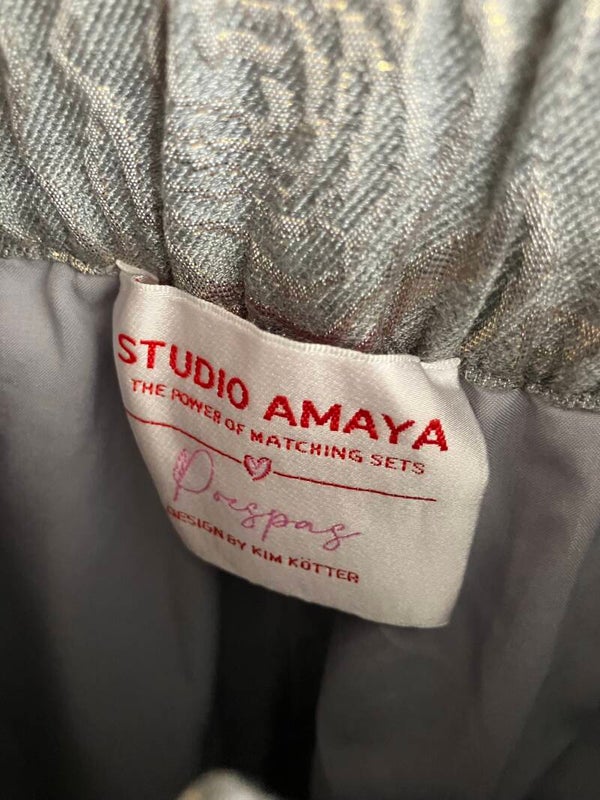 STUDIO AMAYA
THE POWER OF MATCHING SETS
Poespas
DESIGN BY KIM KÖTTER